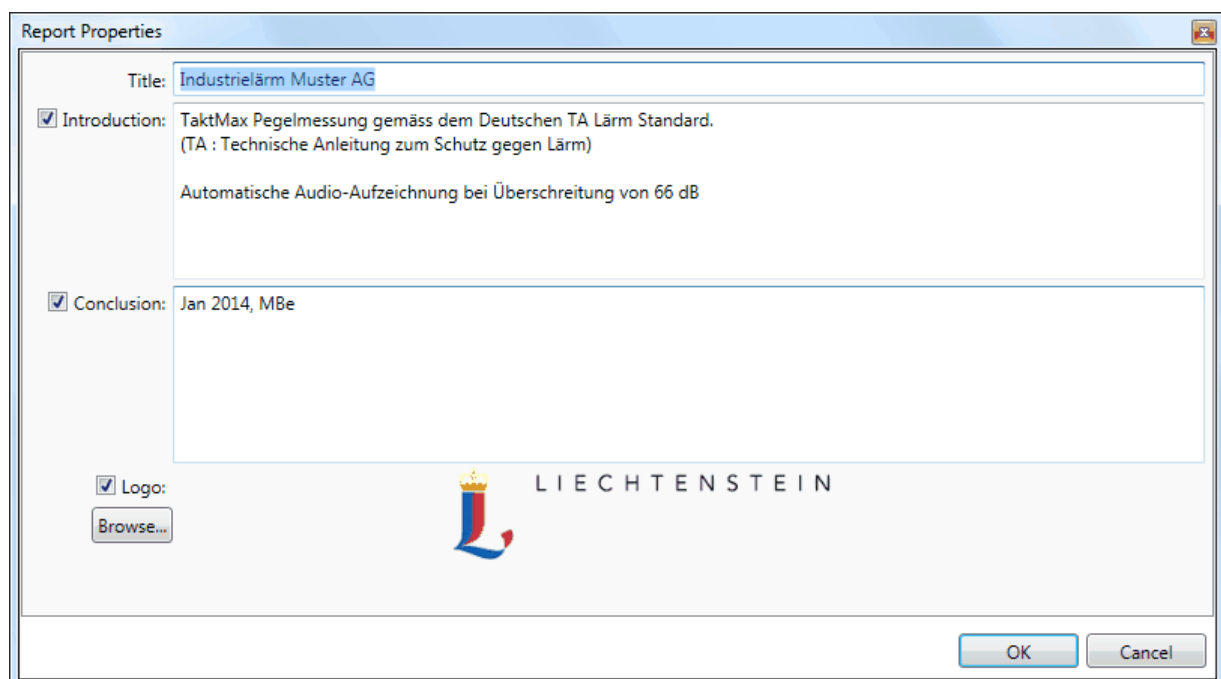 Report Properties
Title: Industrielärm Muster AG
Introduction: TaktMax Pegelmessung gemäss dem Deutschen TA Lärm Standard.
(TA : Technische Anleitung zum Schutz gegen Lärm)
Automatische Audio-Aufzeichnung bei Überschreitung von 66 dB
Conclusion: Jan 2014, MBe
Logo:
LIECHTENSTEIN
Browse...
OK Cancel